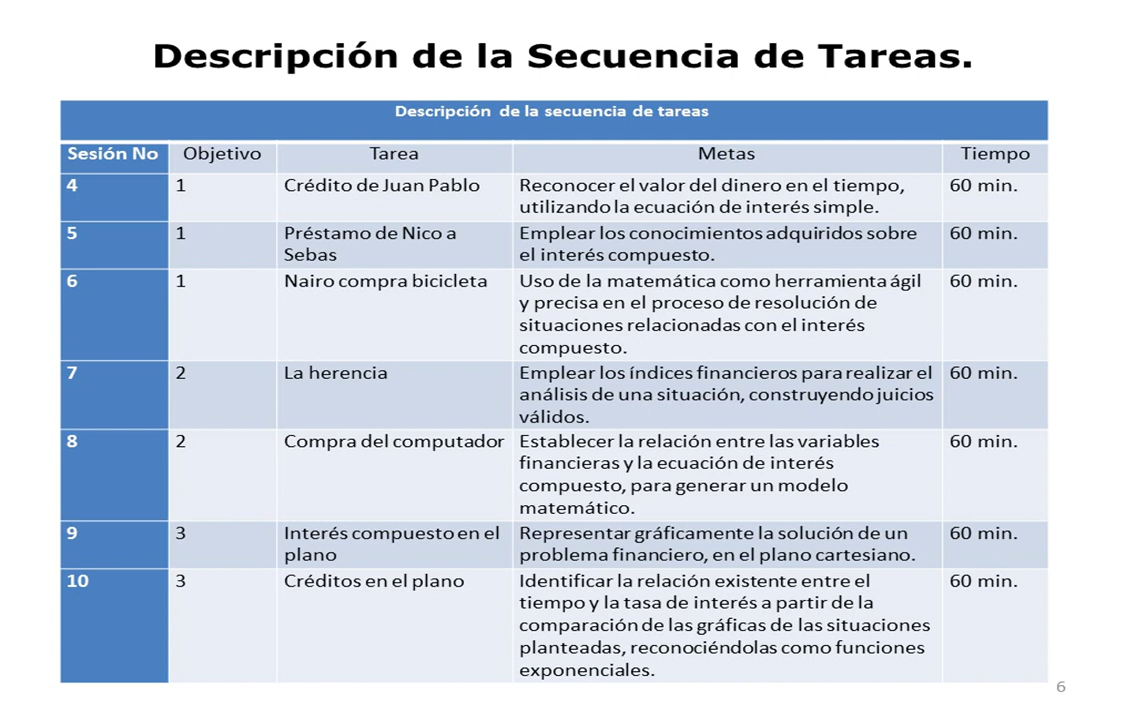 Descripción de la Secuencia de Tareas.
Descripción de la secuencia de tareas
Sesión No Objetivo Tarea Metas Tiempo
4 1 Crédito de Juan Pablo Reconocer el valor del dinero en el tiempo, 60 min.
utilizando la ecuación de interés simple.
5 1 Préstamo de Nico a Emplear los conocimientos adquiridos sobre 60 min.
Sebas el interés compuesto.
6 1 Nairo compra bicicleta Uso de la matemática como herramienta ágil 60 min.
y precisa en el proceso de resolución de
situaciones relacionadas con el interés
compuesto.
7 2 La herencia Emplear los índices financieros para realizar el 60 min.
análisis de una situación, construyendo juicios
válidos.
8 2 Compra del computador Establecer la relación entre las variables 60 min.
financieras y la ecuación de interés
compuesto, para generar un modelo
matemático.
9 3 Interés compuesto en el Representar gráficamente la solución de un 60 min.
plano problema financiero, en el plano cartesiano.
10 3 Créditos en el plano Identificar la relación existente entre el 60 min.
tiempo y la tasa de interés a partir de la
comparación de las gráficas de las situaciones
planteadas, reconociéndolas como funciones
exponenciales.
6